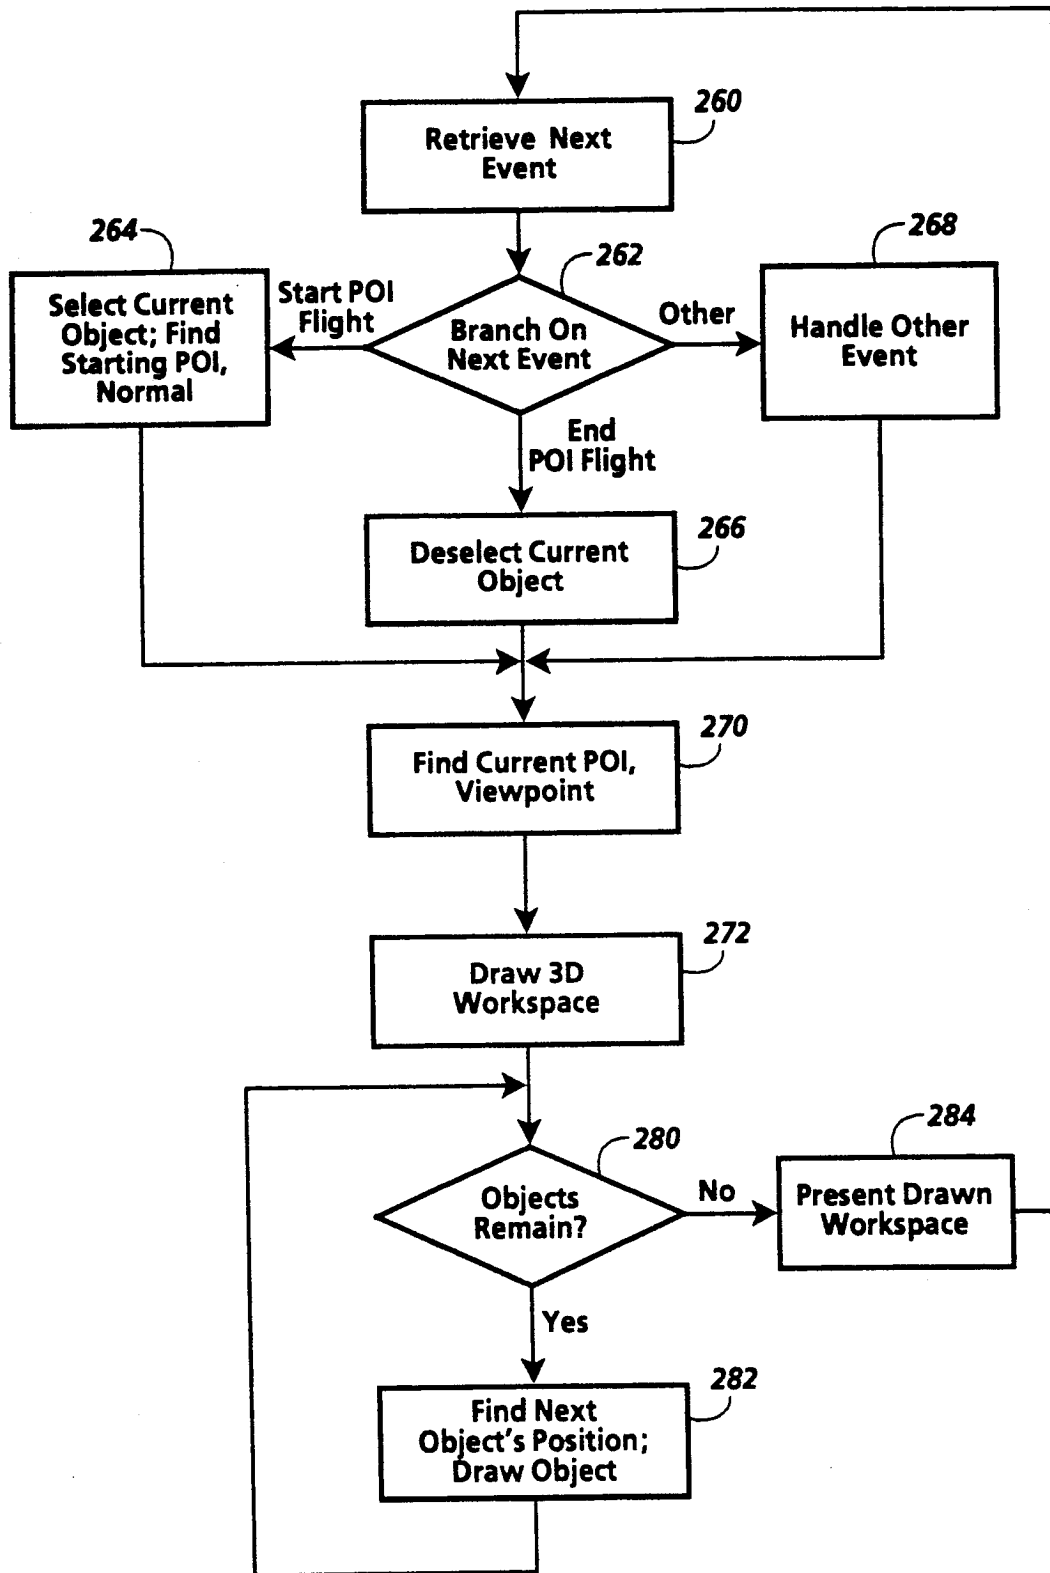 260
Retrieve Next
Event
264
262
268
Select Current
Object; Find
Starting POI,
Normal
Start POI
Flight
Branch On
Next Event
Other
Handle Other
Event
End
POI Flight
266
Deselect Current
Object
270
Find Current POI,
Viewpoint
272
Draw 3D
Workspace
280
284
Objects
Remain?
No
Present Drawn
Workspace
Yes
282
Find Next
Object's Position;
Draw Object